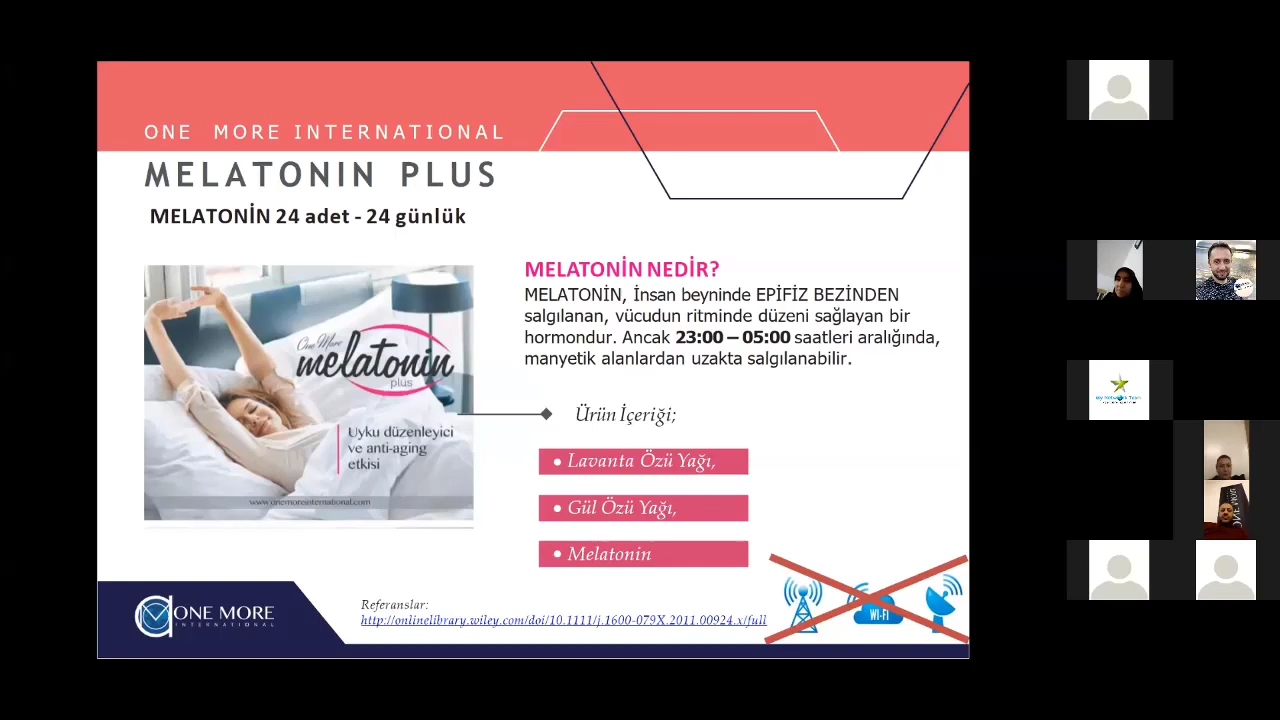 ONE MORE INTERNATIONAL
MELATONIN PLUS
MELATONİN 24 adet - 24 günlük
One More
melatonin
plus
Uyku düzenleyici
ve anti-aging
etkisi
www.onemoreinternational.com
MELATONİN NEDİR?
MELATONİN, İnsan beyninde EPİFİZ BEZİNDEN
salgılanan, vücudun ritminde düzeni sağlayan bir
hormondur. Ancak 23:00 – 05:00 saatleri aralığında,
manyetik alanlardan uzakta salgılanabilir.
Ürün İçeriği;
• Lavanta Özü Yağı,
• Gül Özü Yağı,
• Melatonin
ONE MORE
INTERNATIONAL
Referanslar:
http://onlinelibrary.wiley.com/doi/10.1111/j.1600-079X.2011.00924.x/full
WI-FI
My Network Team